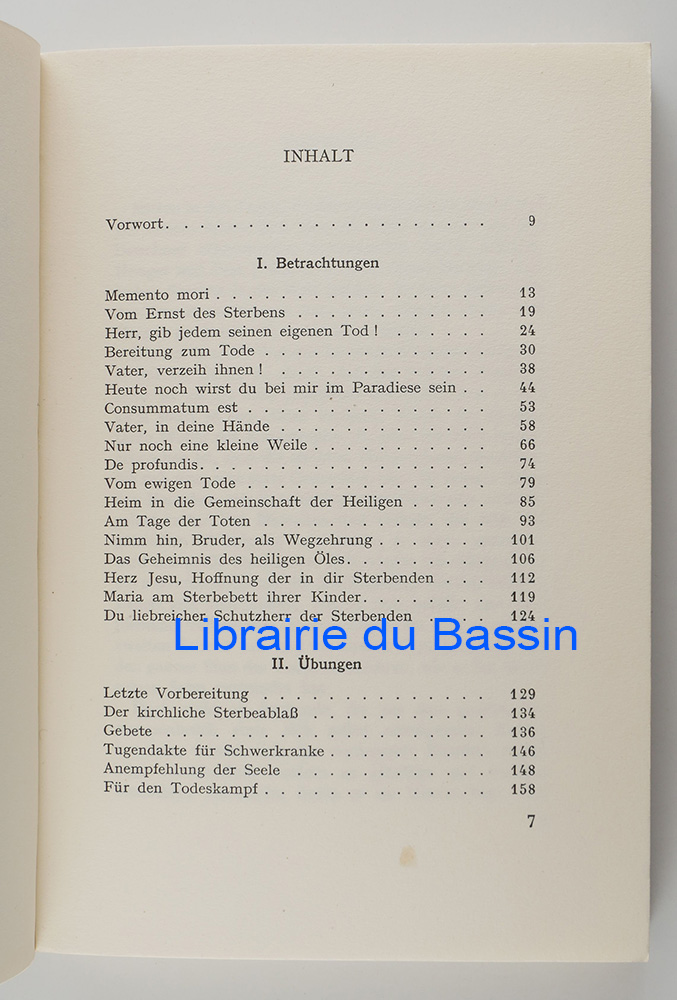 INHALT
Vorwort. . . . . . . . . . . . . . . . . . . 9
I. Betrachtungen
Memento mori . . . . . . . . . . . . . . . 13
Vom Ernst des Sterbens . . . . . . . . . . . 19
Herr, gib jedem seinen eigenen Tod ! . . . . . . 24
Bereitung zum Tode . . . . . . . . . . . . . 30
Vater, verzeih ihnen ! . . . . . . . . . . . . 38
Heute noch wirst du bei mir im Paradiese sein . . 44
Consummatum est . . . . . . . . . . . . . 53
Vater, in deine Hände . . . . . . . . . . . . 58
Nur noch eine kleine Weile . . . . . . . . . . 66
De profundis. . . . . . . . . . . . . . . . 74
Vom ewigen Tode . . . . . . . . . . . . . 79
Heim in die Gemeinschaft der Heiligen . . . . . 85
Am Tage der Toten . . . . . . . . . . . . . 93
Nimm hin, Bruder, als Wegzehrung . . . . . . . 101
Das Geheimnis des heiligen Öles. . . . . . . . . 106
Herz Jesu, Hoffnung der in dir Sterbenden . . . 112
Maria am Sterbebett ihrer Kinder. . . . . . . . 119
Du liebreicher Schutzherr der Sterbenden . . . . 124
Librairie du Bassin
II. Übungen
Letzte Vorbereitung . . . . . . . . . . . . . 129
Der kirchliche Sterbeablaß . . . . . . . . . . 134
Gebete . . . . . . . . . . . . . . . . . . 136
Tugendakte für Schwerkranke . . . . . . . . . 146
Anempfehlung der Seele . . . . . . . . . . . 148
Für den Todeskampf . . . . . . . . . . . . . 158
7